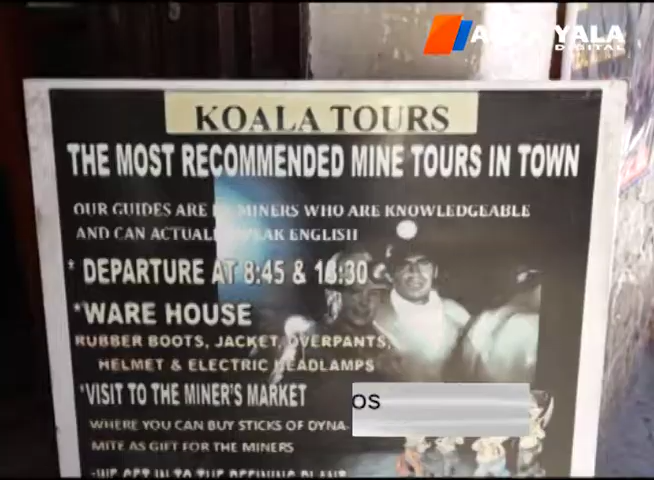 KOALA TOURS
THE MOST RECOMMENDED MINE TOURS IN TOWN
OUR GUIDES ARE MINERS WHO ARE KNOWLEDGEABLE
AND CAN ACTUAL ENGLISH
* DEPARTURE AT 8:45 &
*WARE HOUSE
RUBBER BOOTS, JACKET, OVERPANTS,
HELMET & ELECTRIC HEADLAMPS
*VISIT TO THE MINER'S MARKET
OS
WHERE YOU CAN BUY STICKS OF DYNA-
MITE AS GIFT FOR THE MINERS
DIGITAL